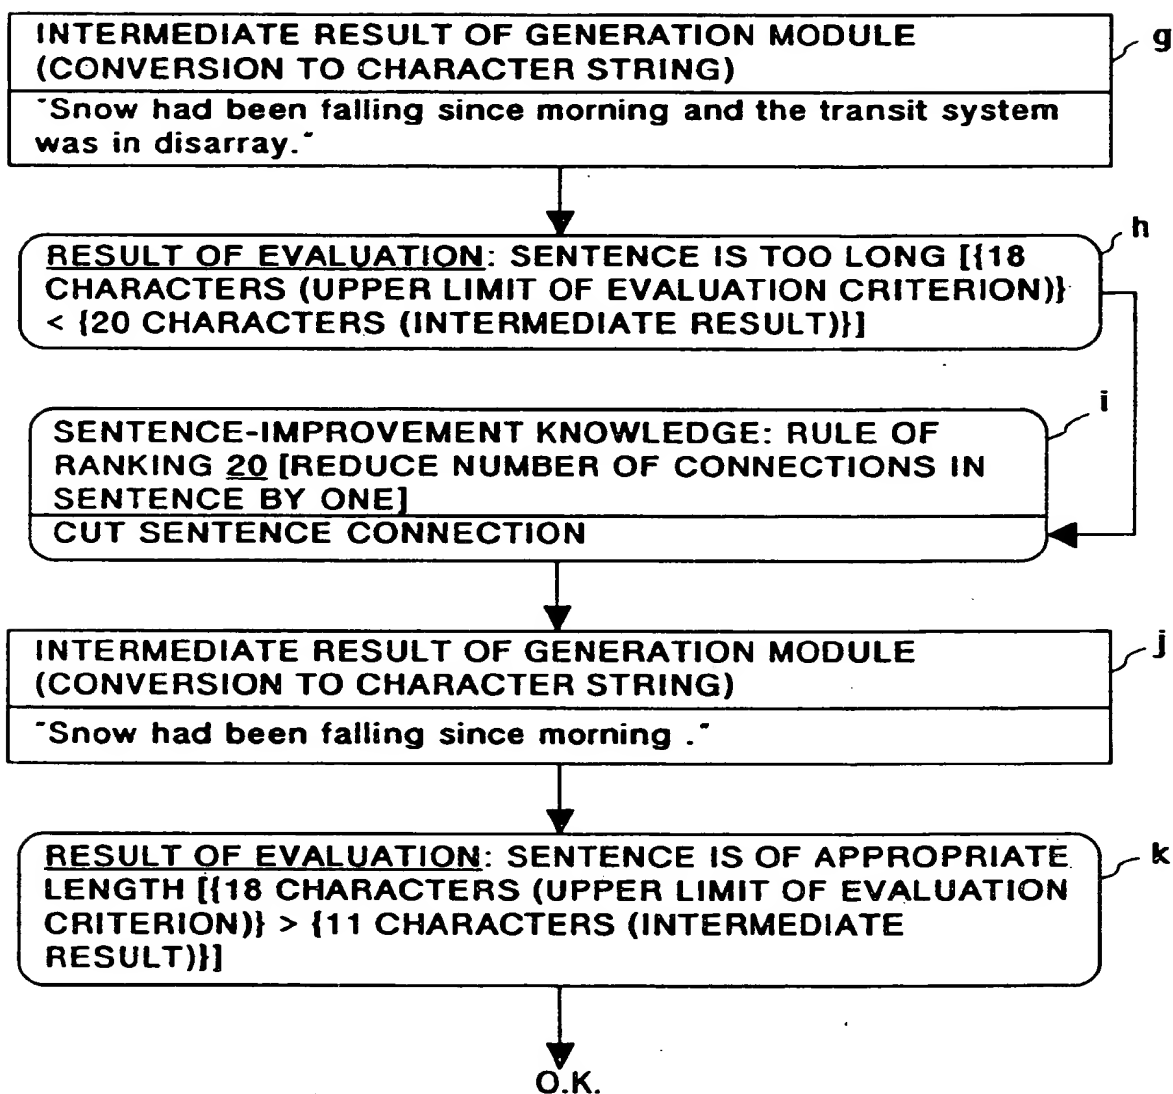 INTERMEDIATE RESULT OF GENERATION MODULE
(CONVERSION TO CHARACTER STRING)
g
"Snow had been falling since morning and the transit system
was in disarray."
h
RESULT OF EVALUATION: SENTENCE IS TOO LONG [{18
CHARACTERS (UPPER LIMIT OF EVALUATION CRITERION)}
< {20 CHARACTERS (INTERMEDIATE RESULT)}]
i
SENTENCE-IMPROVEMENT KNOWLEDGE: RULE OF
RANKING 20 [REDUCE NUMBER OF CONNECTIONS IN
SENTENCE BY ONE]
CUT SENTENCE CONNECTION
INTERMEDIATE RESULT OF GENERATION MODULE
(CONVERSION TO CHARACTER STRING)
j
"Snow had been falling since morning ."
RESULT OF EVALUATION: SENTENCE IS OF APPROPRIATE
k
LENGTH [{18 CHARACTERS (UPPER LIMIT OF EVALUATION
CRITERION)} > {11 CHARACTERS (INTERMEDIATE
RESULT)}]
O.K.